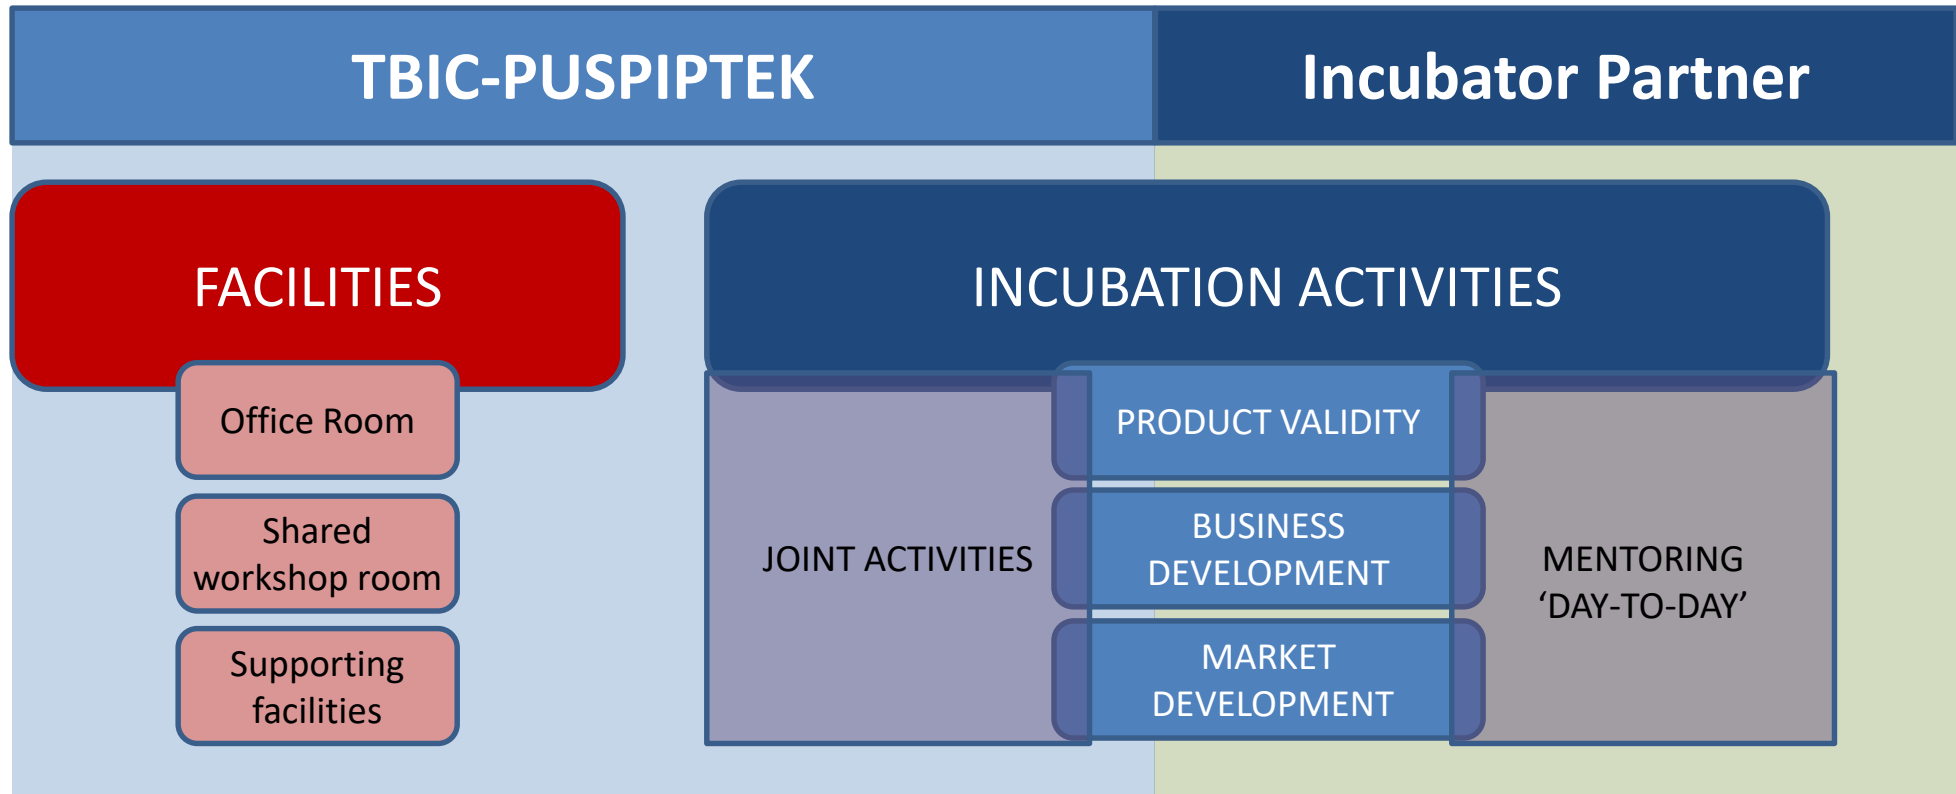 TBIC-PUSPIPTEK
Incubator Partner
FACILITIES
Office Room
Shared
workshop room
Supporting
facilities
INCUBATION ACTIVITIES
JOINT ACTIVITIES
PRODUCT VALIDITY
BUSINESS
DEVELOPMENT
MARKET
DEVELOPMENT
MENTORING
‘DAY-TO-DAY’